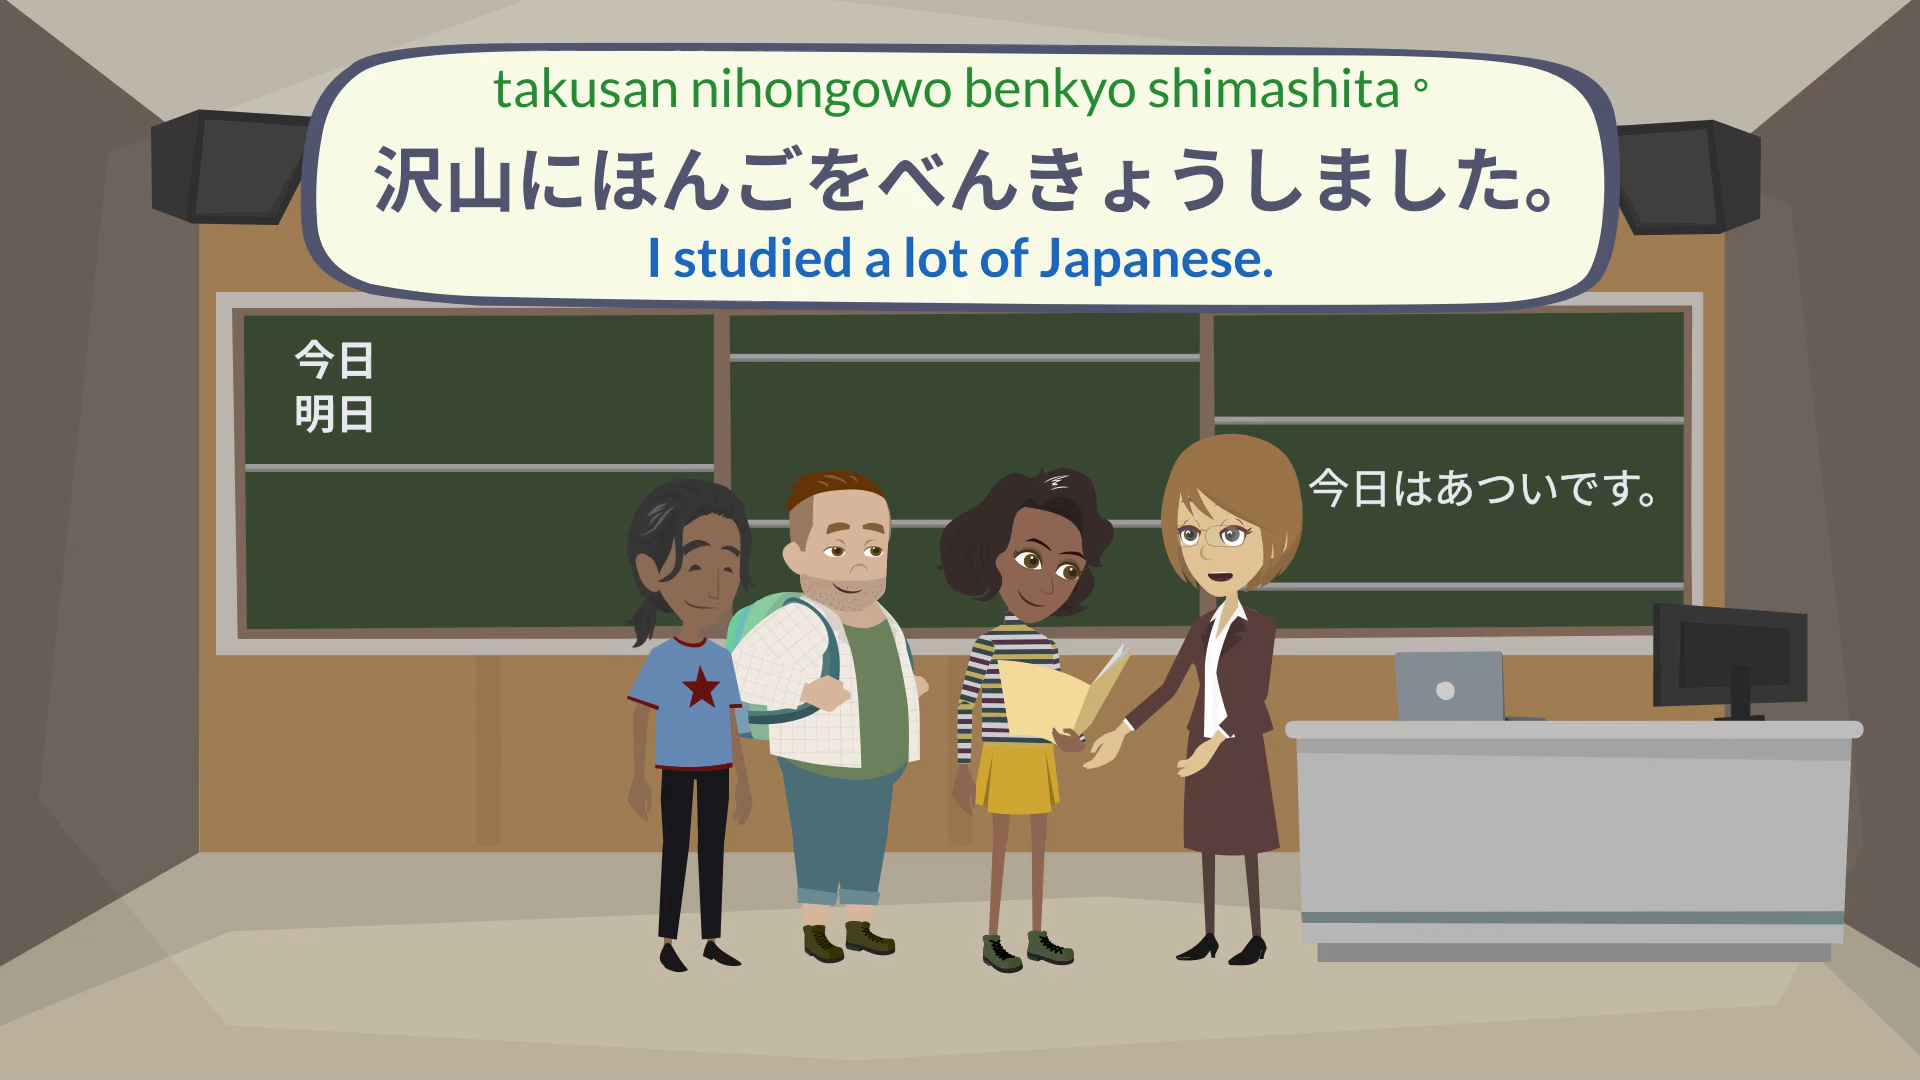 takusan nihongowo benkyo shimashita。
沢山にほんごをべんきょうしました。
I studied a lot of Japanese.
今日
明日
今日はあついです。